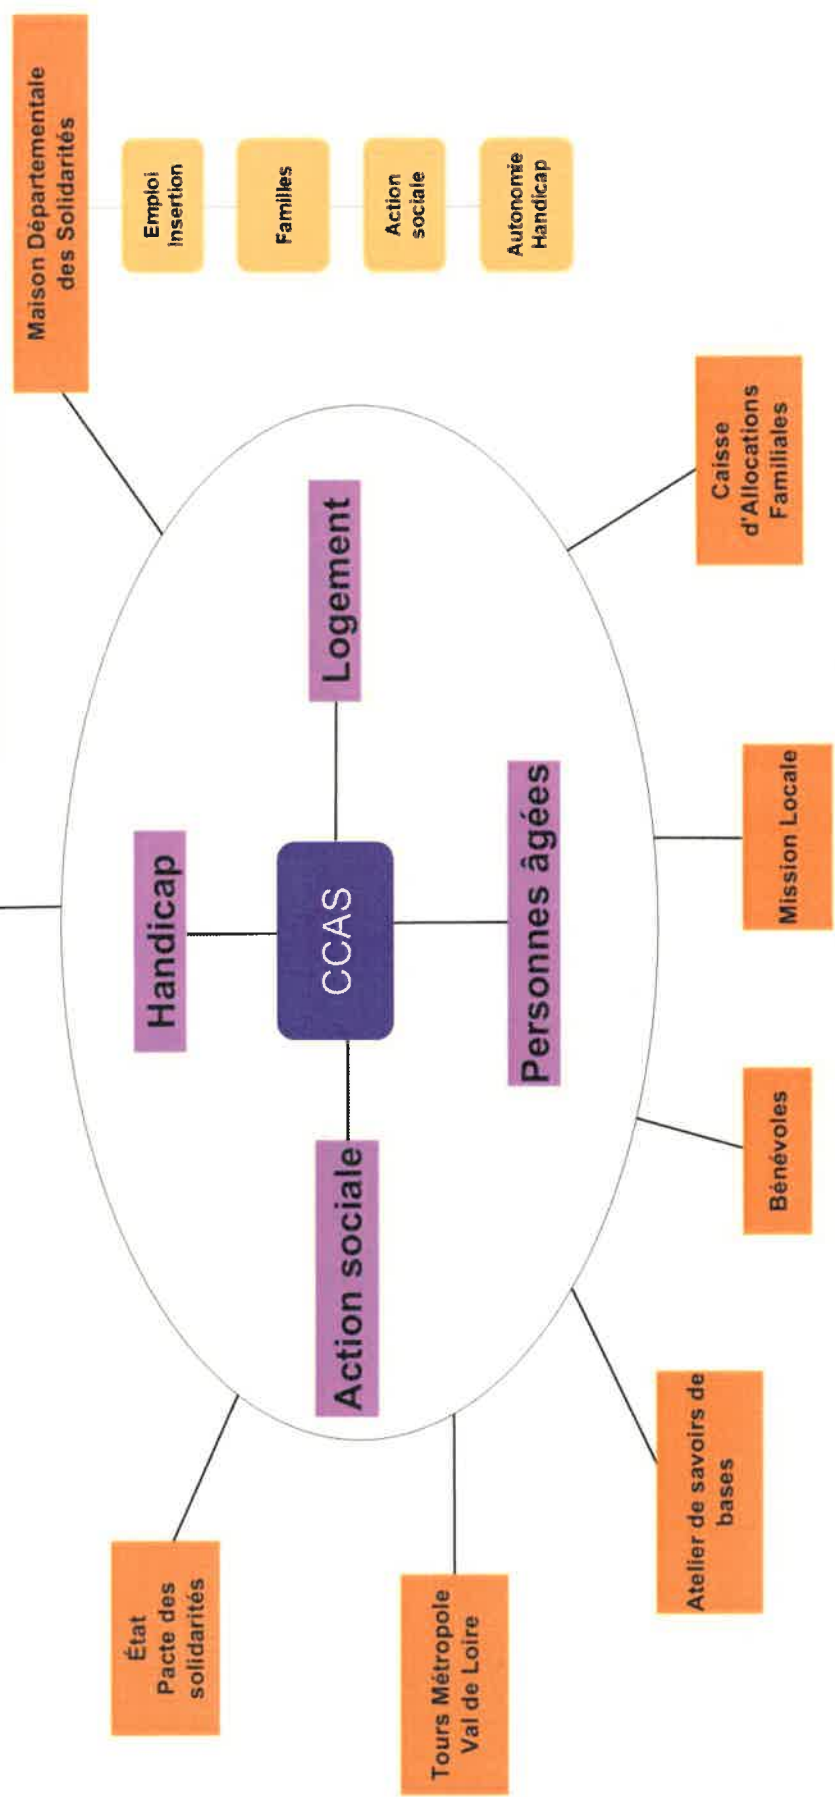 Maison Départementale
des Solidarités
Emploi
Insertion
Familles
Action
sociale
Autonomie
Handicap
État
Pacte des
solidarités
Handicap
Action sociale
CCAS
Logement
Personnes âgées
Tours Métropole
Val de Loire
Atelier de savoirs de
bases
Bénévoles
Mission Locale
Caisse
d'Allocations
Familiales